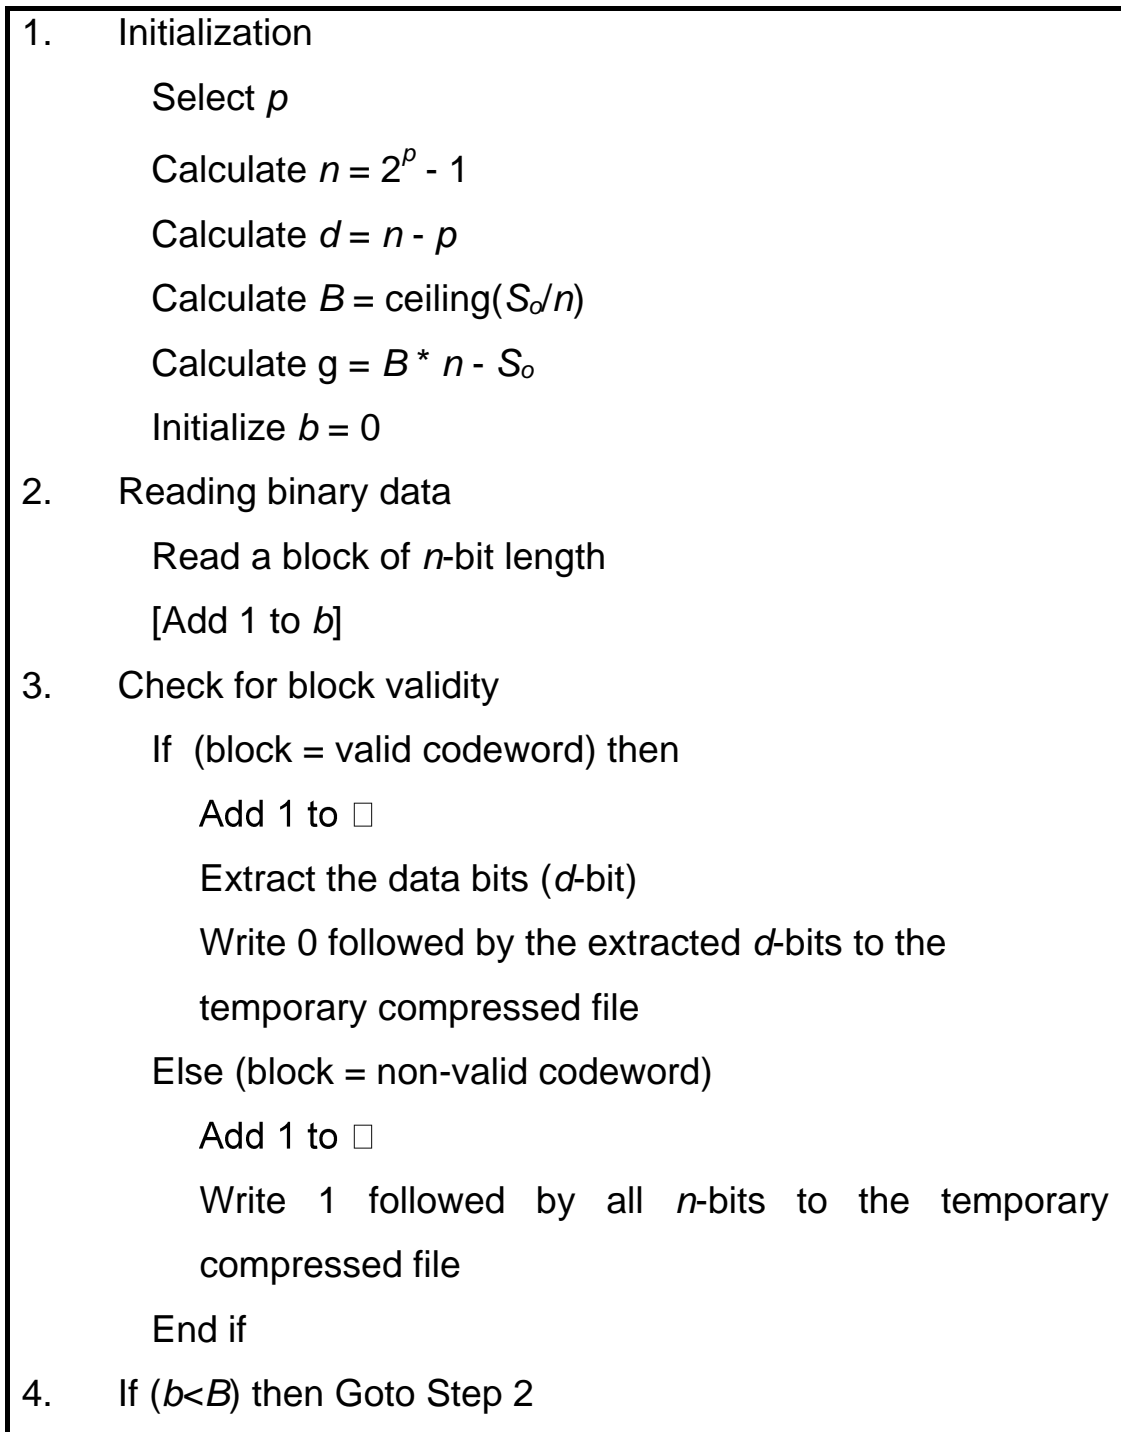 1. Initialization
Select p
Calculate n = 2^p - 1
Calculate d = n - p
Calculate B = ceiling(Sₒ/n)
Calculate g = B * n - Sₒ
Initialize b = 0
2. Reading binary data
Read a block of n-bit length
[Add 1 to b]
3. Check for block validity
If (block = valid codeword) then
Add 1 to □
Extract the data bits (d-bit)
Write 0 followed by the extracted d-bits to the
temporary compressed file
Else (block = non-valid codeword)
Add 1 to □
Write 1 followed by all n-bits to the temporary
compressed file
End if
4. If (b<B) then Goto Step 2